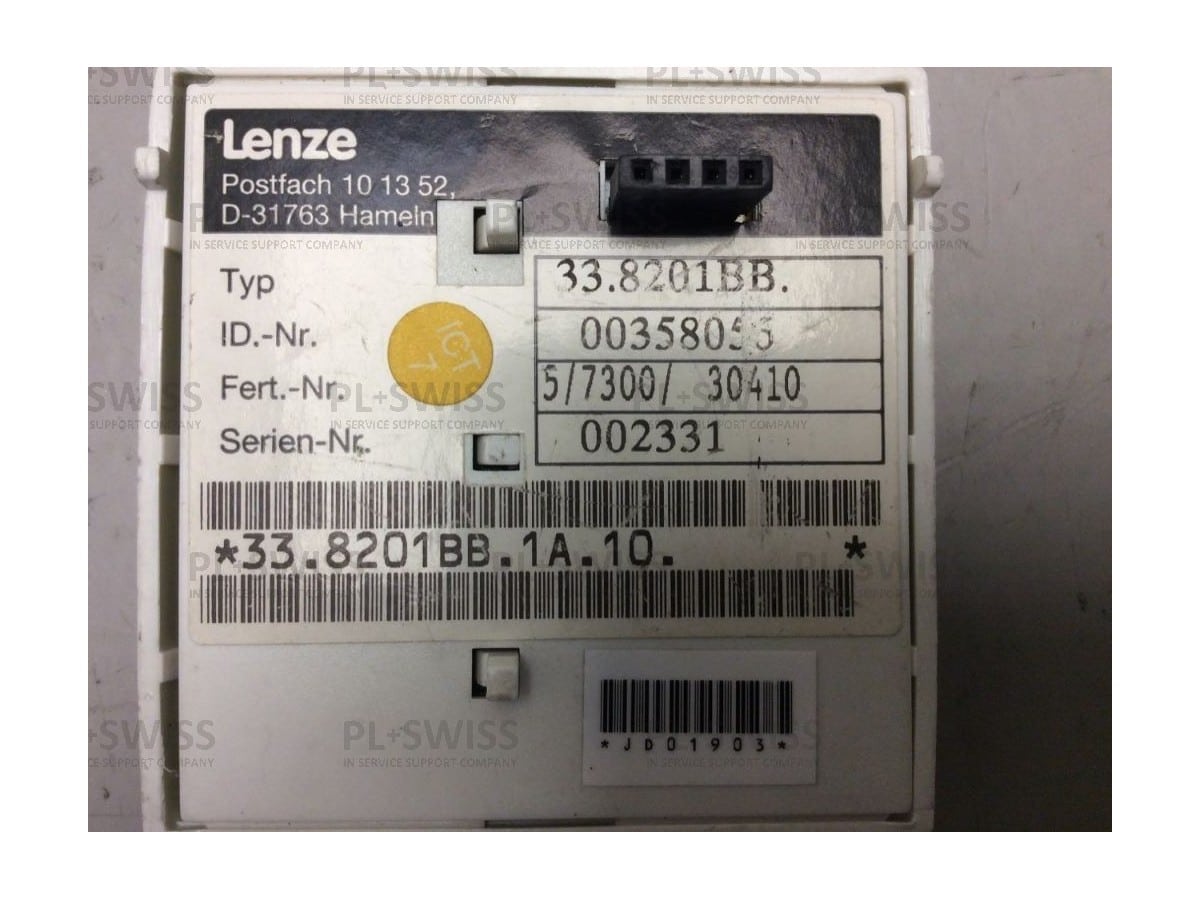 Lenze
Postfach 10 13 52,
D-31763 Hameln
Typ 33.8201BB.
ID.-Nr.
Fert.-Nr. 5/7300/ 30410
Serien-Nr. 002331
ICT
*33.8201BB.1A.10. *
*JD01903*
PL+SWISS
IN SERVICE SUPPORT COMPANY